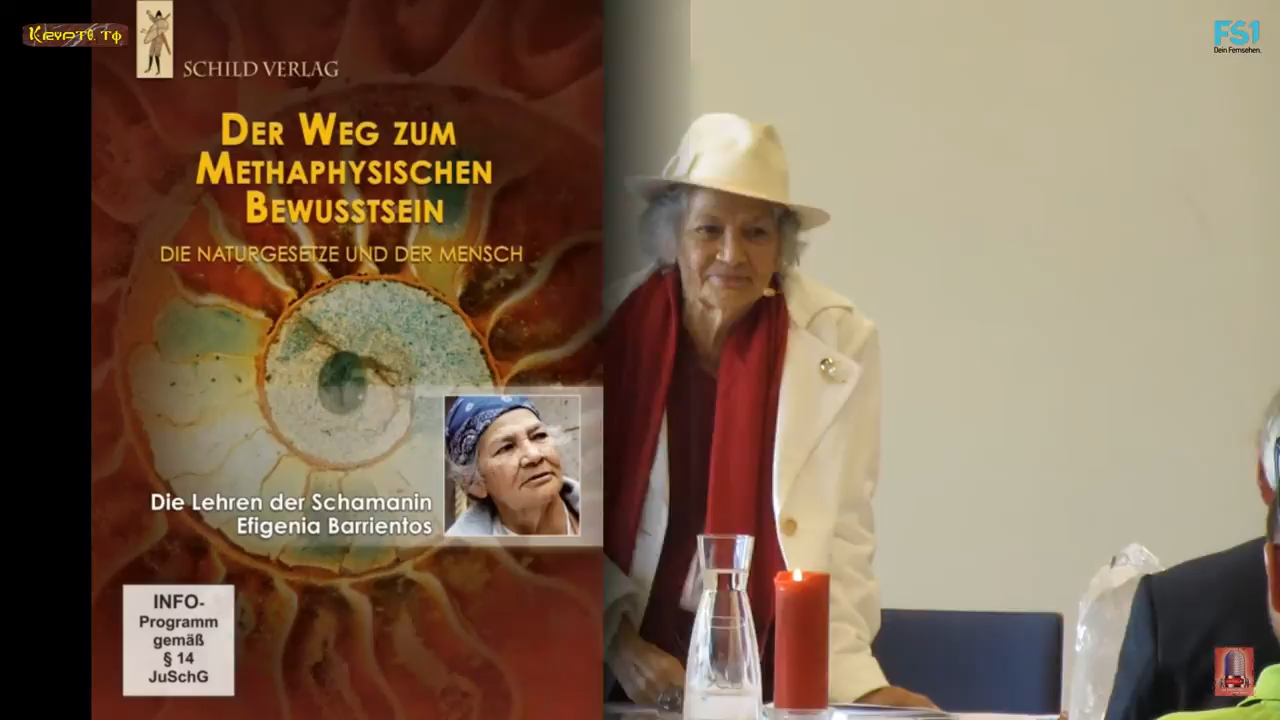 KRYPTO.TV
FS1
Dein Fernsehen.
SCHILD VERLAG
DER WEG ZUM
METHAPHYSISCHEN
BEWUSSTSEIN
DIE NATURGESETZE UND DER MENSCH
Die Lehren der Schamanin
Efigenia Barrientos
INFO-
Programm
gemäß
§ 14
JuSchG